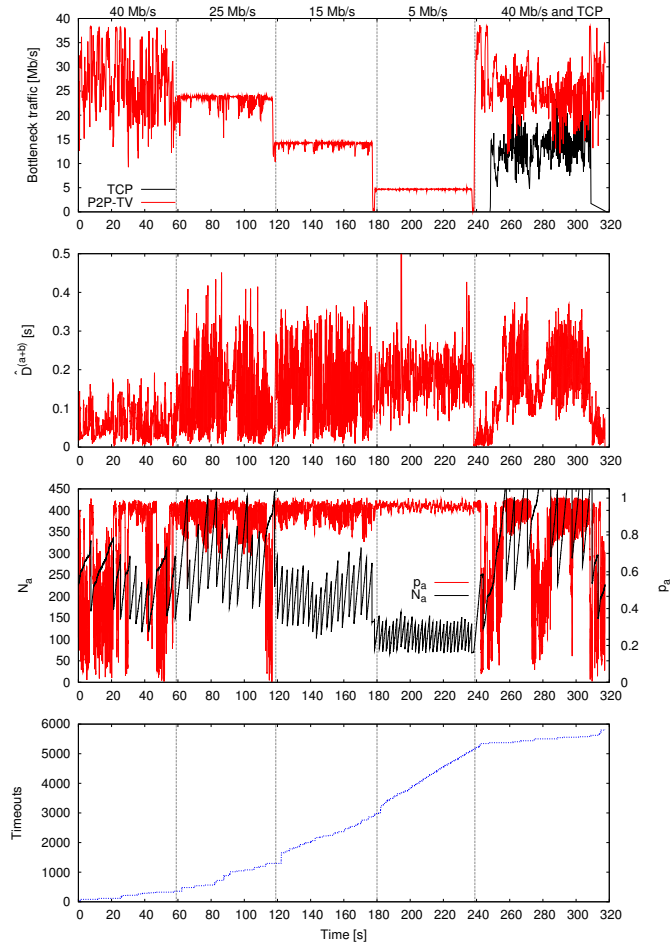 40 Mb/s 25 Mb/s 15 Mb/s 5 Mb/s 40 Mb/s and TCP
Bottleneck traffic [Mb/s]
40
35
30
25
20
15
10
5
0
TCP
P2P-TV
0 20 40 60 80 100 120 140 160 180 200 220 240 260 280 300 320
D̂(a+b) [s]
0.5
0.4
0.3
0.2
0.1
0
0 20 40 60 80 100 120 140 160 180 200 220 240 260 280 300 320
Na
450
400
350
300
250
200
150
100
50
0
pa
Na
1
0.8
0.6
0.4
0.2
0
pa
0 20 40 60 80 100 120 140 160 180 200 220 240 260 280 300 320
Timeouts
6000
5000
4000
3000
2000
1000
0
0 20 40 60 80 100 120 140 160 180 200 220 240 260 280 300 320
Time [s]